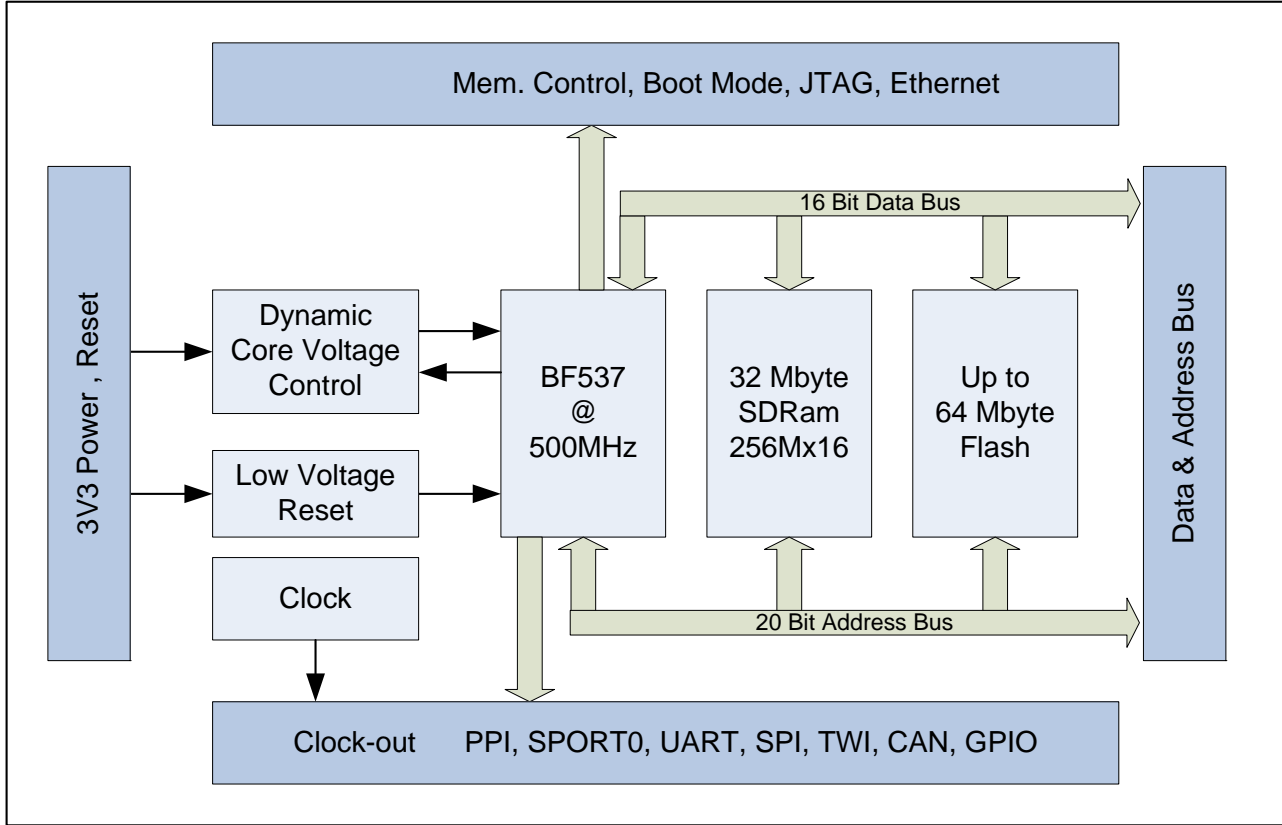 Mem. Control, Boot Mode, JTAG, Ethernet
16 Bit Data Bus
3V3 Power , Reset
Dynamic
Core Voltage
Control
BF537
@
500MHz
32 Mbyte
SDRam
256Mx16
Up to
64 Mbyte
Flash
Data & Address Bus
Low Voltage
Reset
Clock
20 Bit Address Bus
Clock-out PPI, SPORT0, UART, SPI, TWI, CAN, GPIO